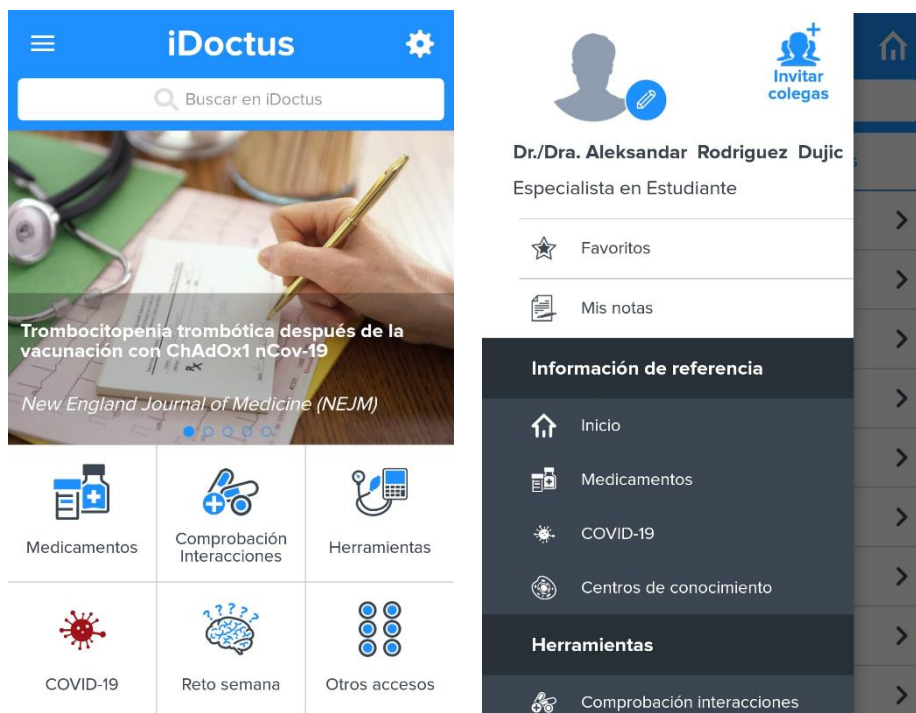 iDoctus
Buscar en iDoctus
Trombocitopenia trombótica después de la
vacunación con ChAdOx1 nCov-19
New England Journal of Medicine (NEJM)
Medicamentos
Comprobación
Interacciones
Herramientas
COVID-19
Reto semana
Otros accesos
Invitar
colegas
Dr./Dra. Aleksandar Rodriguez Dujic
Especialista en Estudiante
Favoritos
Mis notas
Información de referencia
Inicio
Medicamentos
COVID-19
Centros de conocimiento
Herramientas
Comprobación interacciones